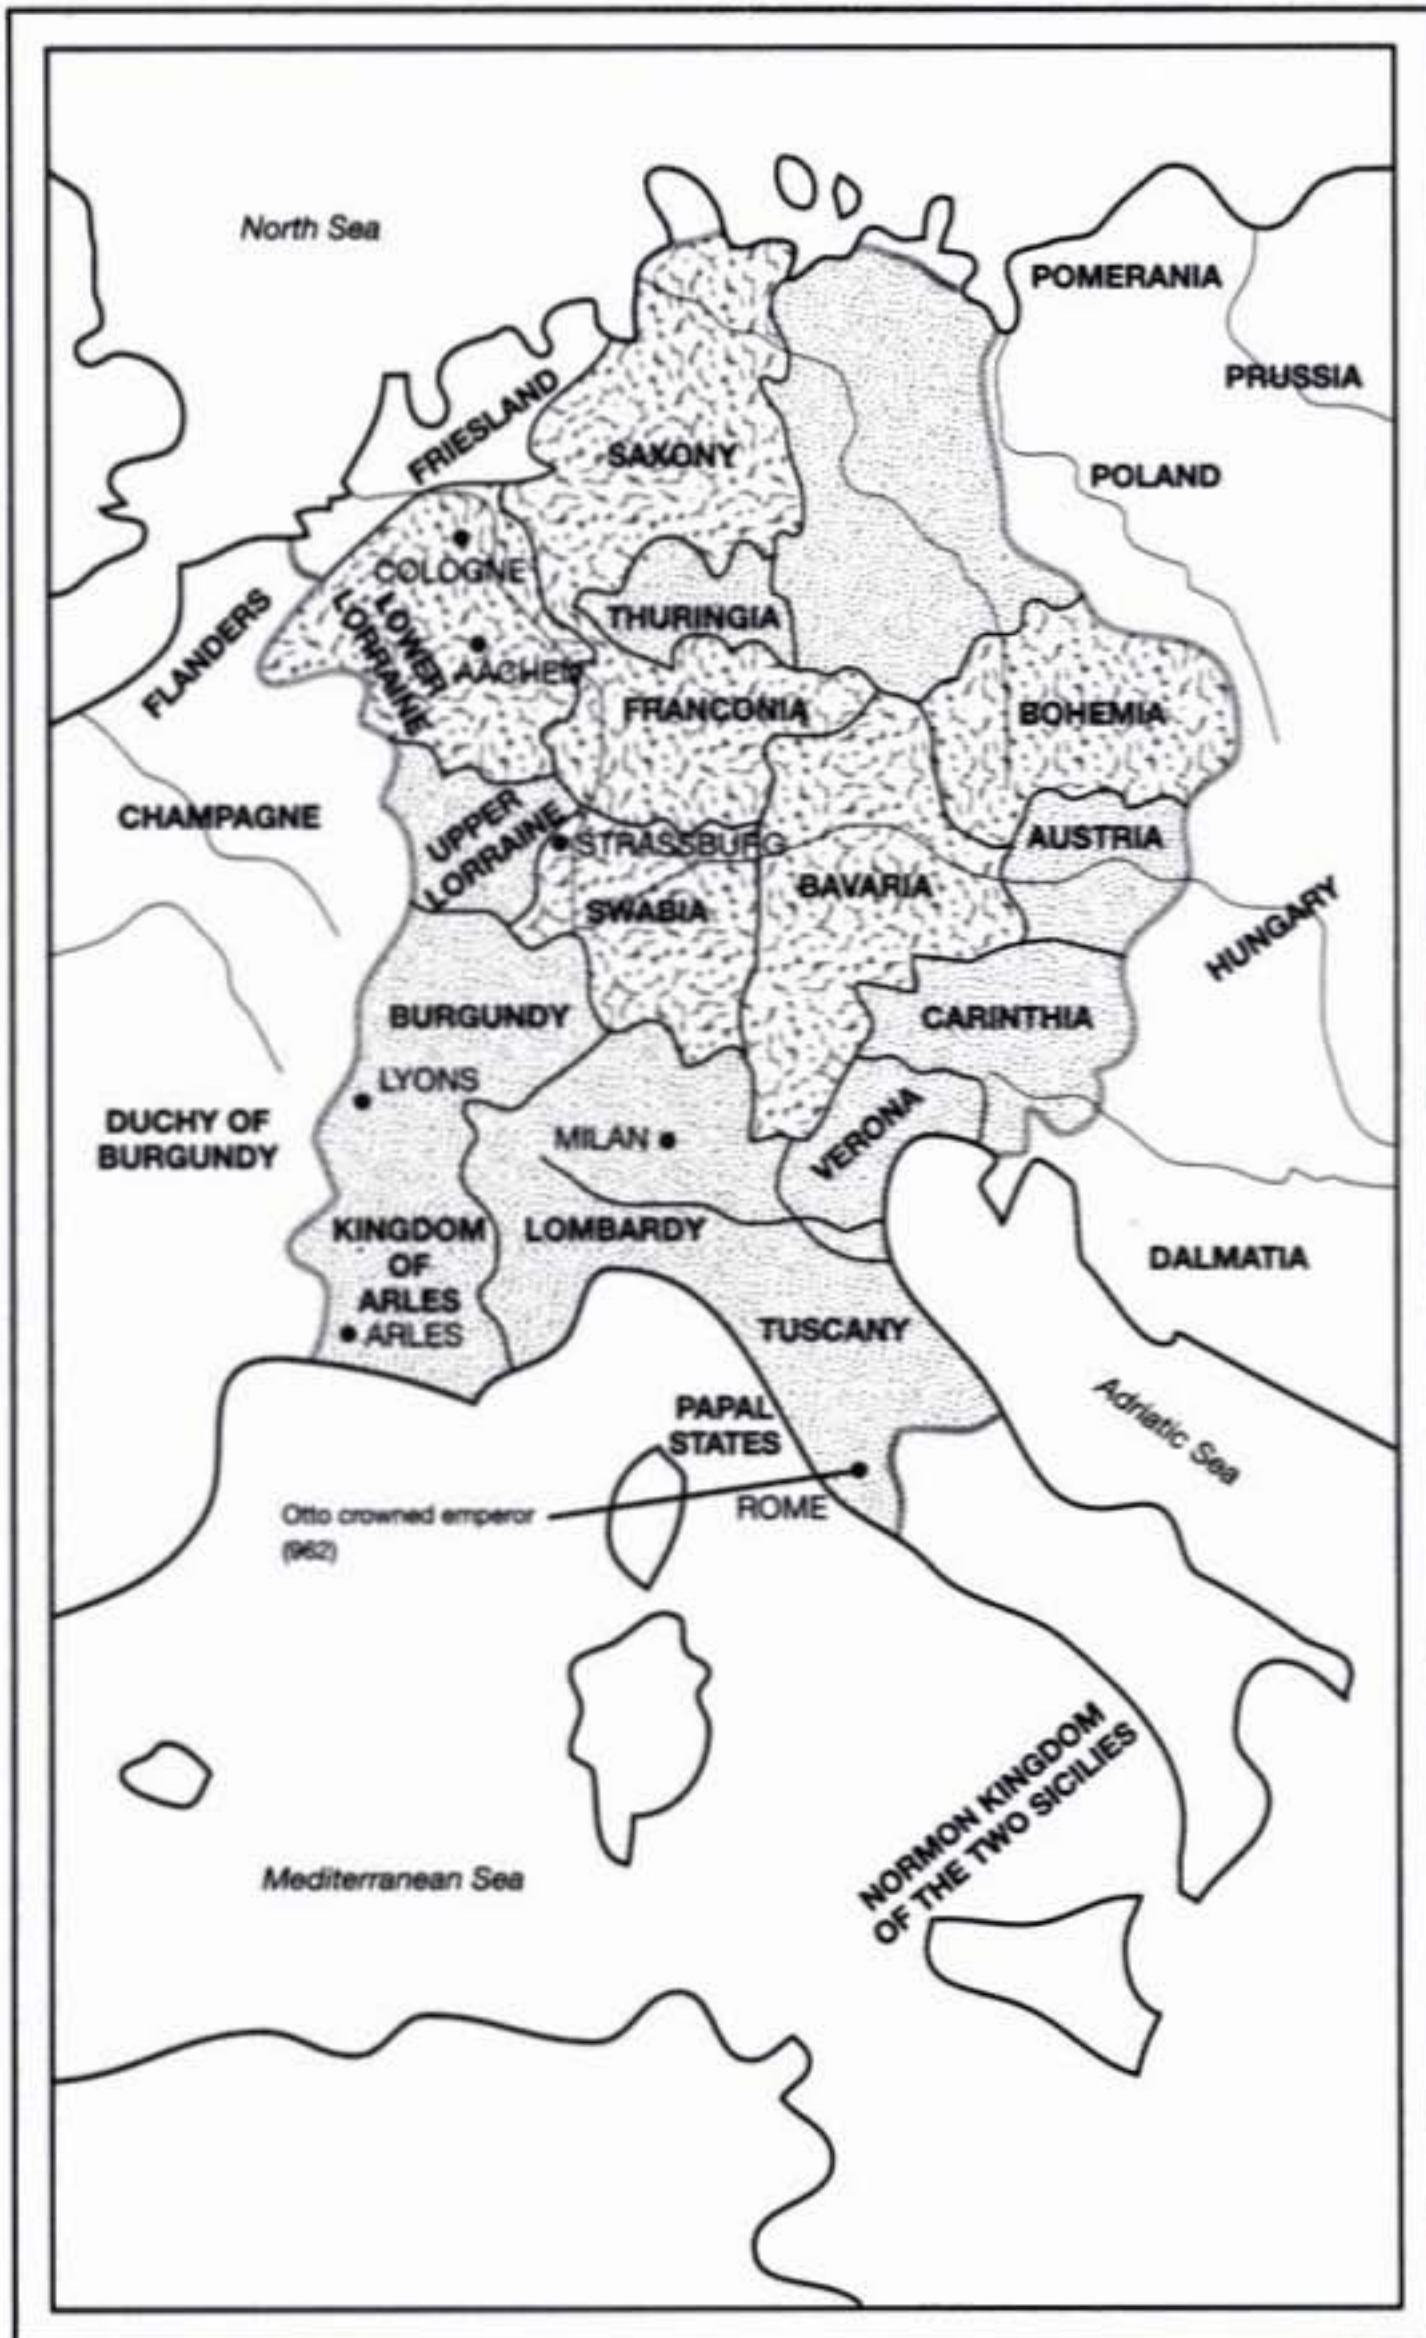 North Sea
POMERANIA
PRUSSIA
FRIESLAND
SAXONY
POLAND
COLOGNE
FLANDERS
LOWER
LORRAINE
THURINGIA
AACHEN
FRANCONIA
BOHEMIA
CHAMPAGNE
UPPER
LORRAINE
STRASSBURG
AUSTRIA
BAVARIA
SWABIA
HUNGARY
BURGUNDY
CARINTHIA
LYONS
DUCHY OF
BURGUNDY
MILAN
VERONA
KINGDOM
OF
ARLES
ARLES
LOMBARDY
DALMATIA
TUSCANY
PAPAL
STATES
Adriatic Sea
Otto crowned emperor
(962)
ROME
NORMON KINGDOM
OF THE TWO SICILIES
Mediterranean Sea